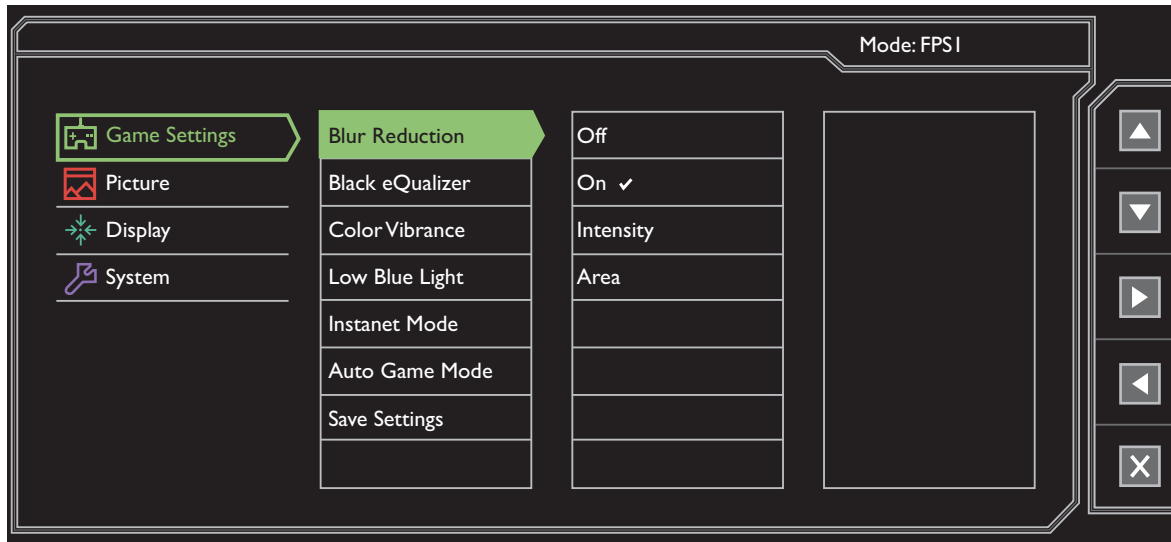 Mode: FPS1
Game Settings
Picture
Display
System
Blur Reduction
Black eQualizer
Color Vibrance
Low Blue Light
Instanet Mode
Auto Game Mode
Save Settings
Off
On ✔
Intensity
Area